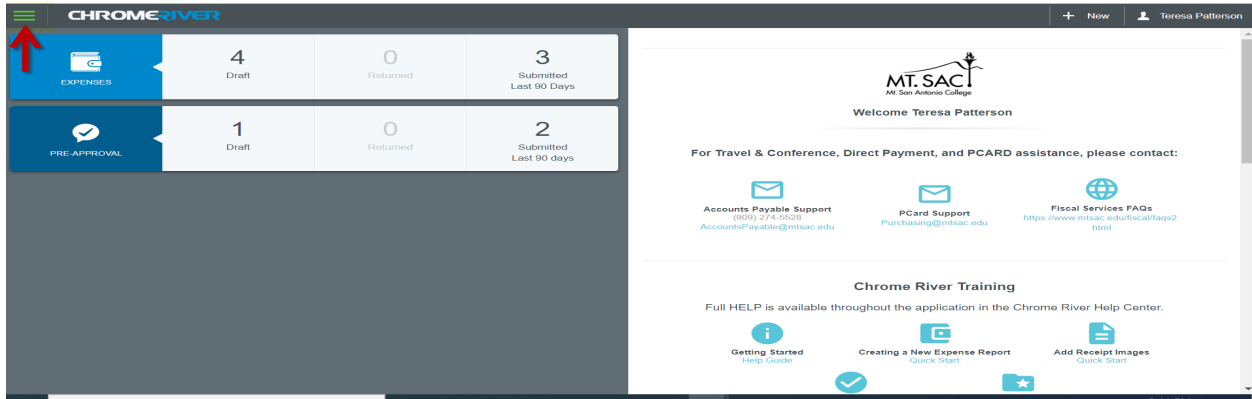 CHROMERIVER
+ New
Teresa Patterson
EXPENSES
4
Draft
0
Returned
3
Submitted
Last 90 Days
PRE-APPROVAL
1
Draft
0
Returned
2
Submitted
Last 90 days
MT. SAC
Mt. San Antonio College
Welcome Teresa Patterson
For Travel & Conference, Direct Payment, and PCARD assistance, please contact:
Accounts Payable Support
(909) 274-5528
AccountsPayable@mtsac.edu
PCard Support
Purchasing@mtsac.edu
Fiscal Services FAQs
https://www.mtsac.edu/fiscal/faqs2.
html
Chrome River Training
Full HELP is available throughout the application in the Chrome River Help Center.
Getting Started
Help Guide
Creating a New Expense Report
Quick Start
Add Receipt Images
Quick Start